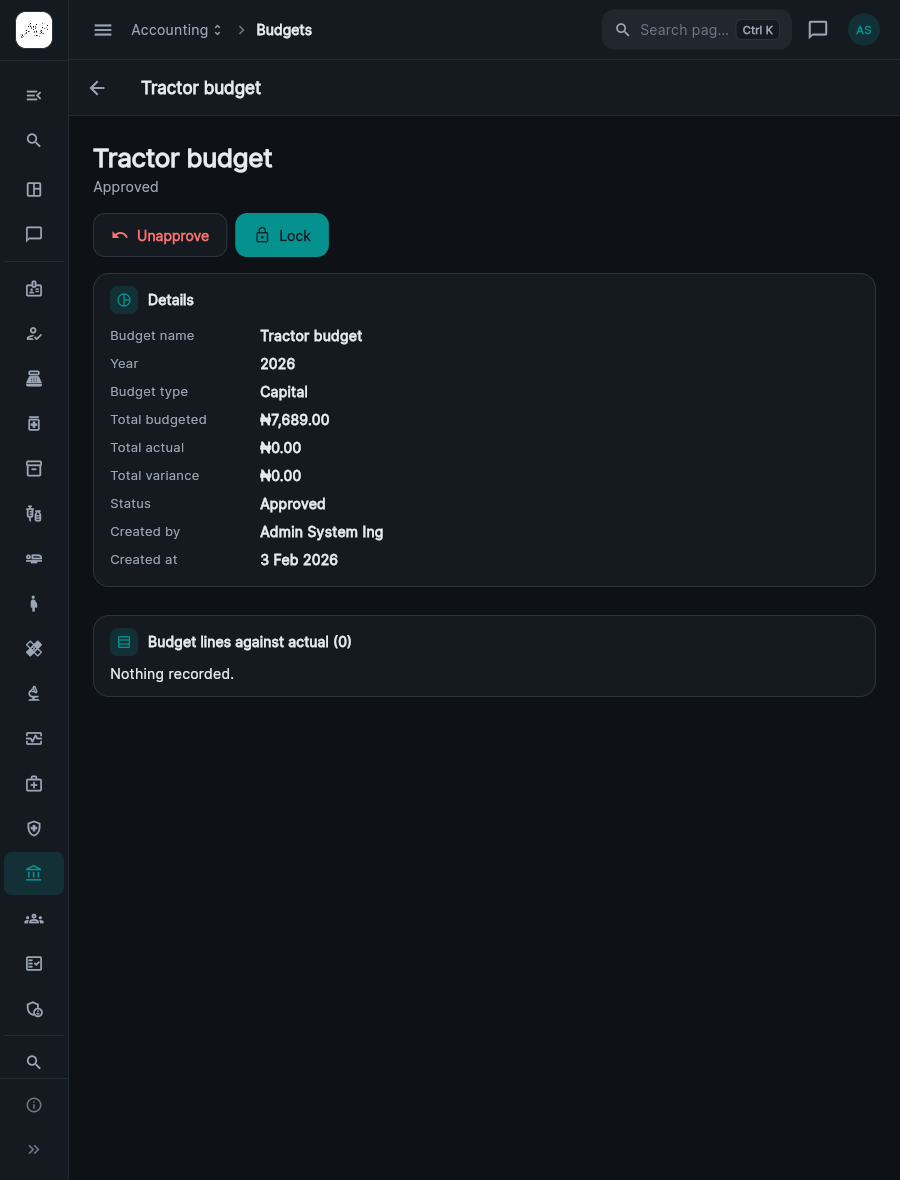 Accounting
Budgets
Search pag...
Ctrl K
AS
Tractor budget
Tractor budget
Approved
Unapprove
Lock
Details
Budget name Tractor budget
Year 2026
Budget type Capital
Total budgeted ₦7,689.00
Total actual ₦0.00
Total variance ₦0.00
Status Approved
Created by Admin System Ing
Created at 3 Feb 2026
Budget lines against actual (0)
Nothing recorded.